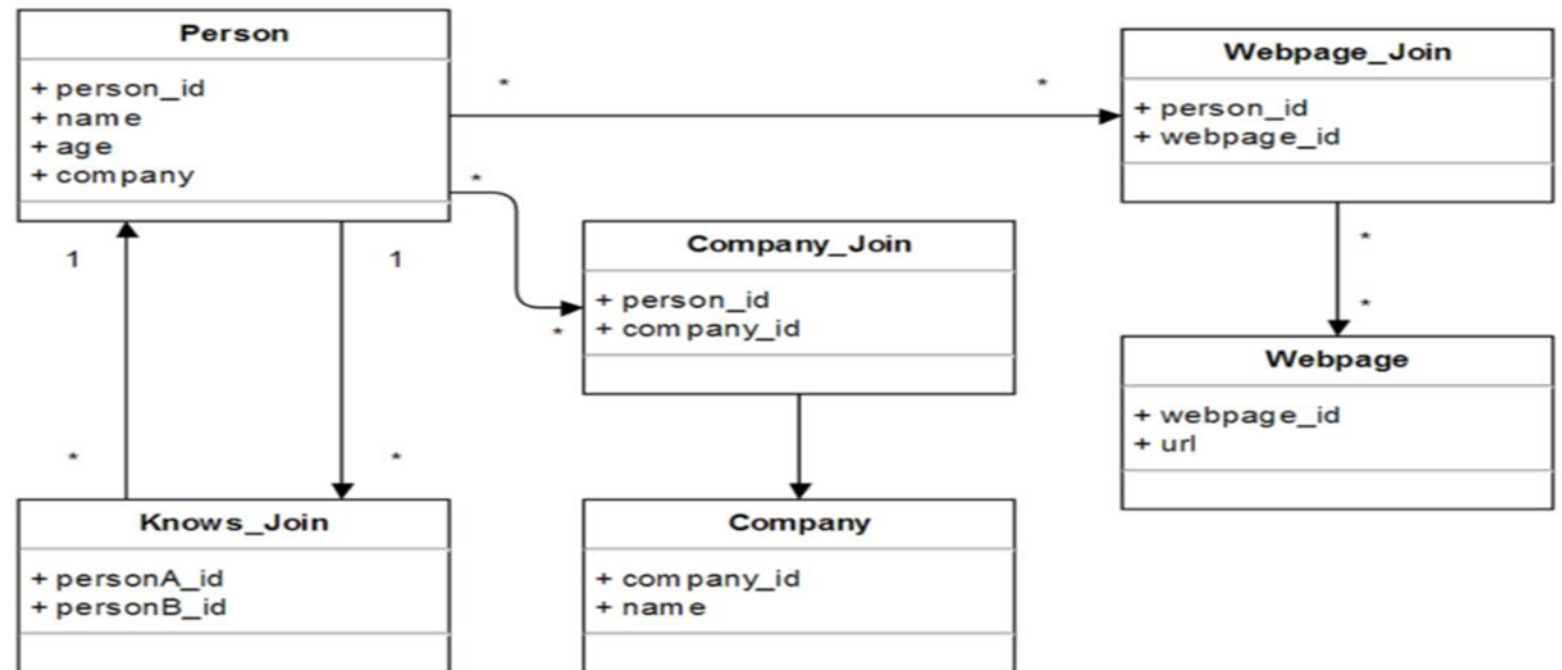 Person
+ person_id
+ name
+ age
+ company
* *
Webpage_Join
+ person_id
+ webpage_id
*
Company_Join
+ person_id
+ company_id
*
1 1
* *
*
*
Webpage
+ webpage_id
+ url
Knows_Join
+ personA_id
+ personB_id
Company
+ company_id
+ name